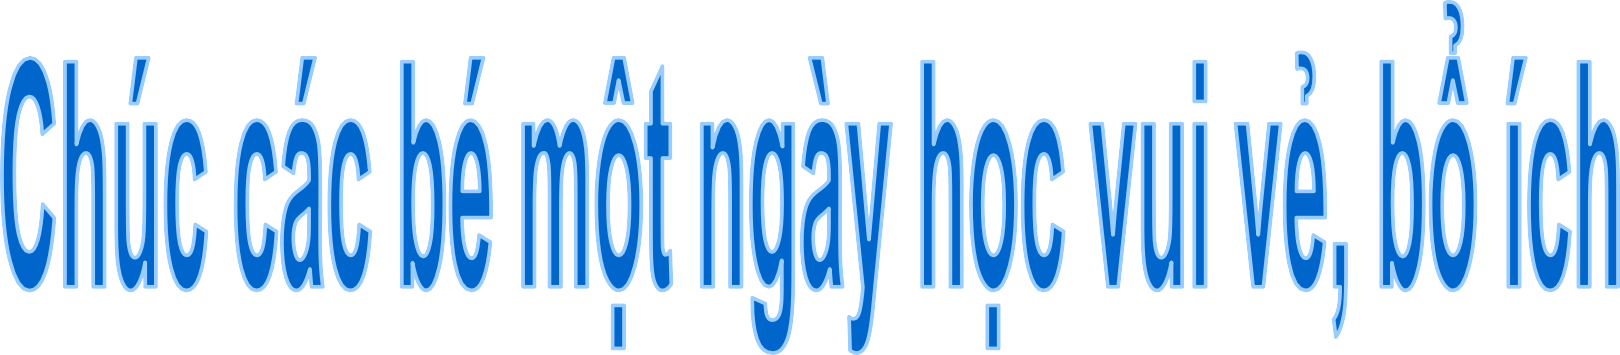 Chúc các bé một ngày học vui vẻ, bổ ích